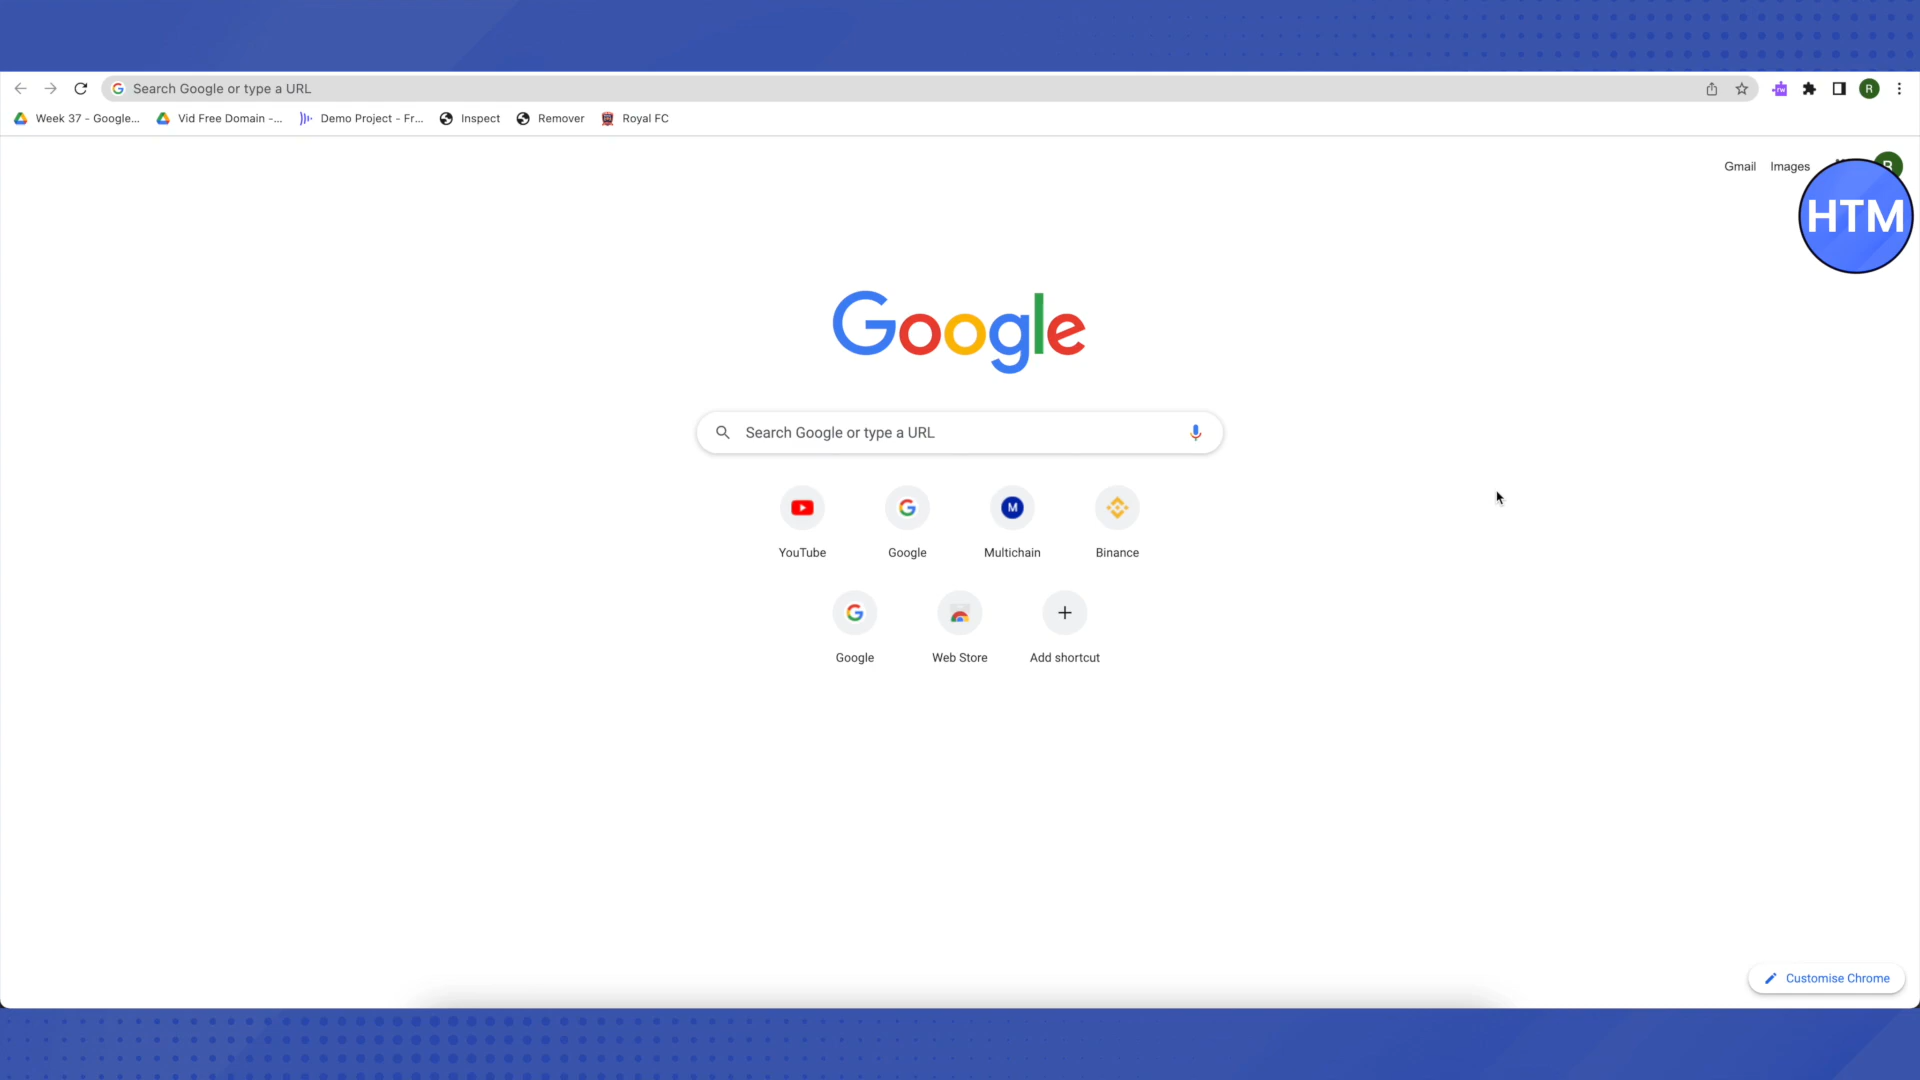 Search Google or type a URL
rw
R
Week 37 - Google...
Vid Free Domain -...
Demo Project - Fr...
Inspect
Remover
Royal FC
Gmail
Images
R
HTM
Google
Search Google or type a URL
M
YouTube
Google
Multichain
Binance
Google
Web Store
Add shortcut
Customise Chrome